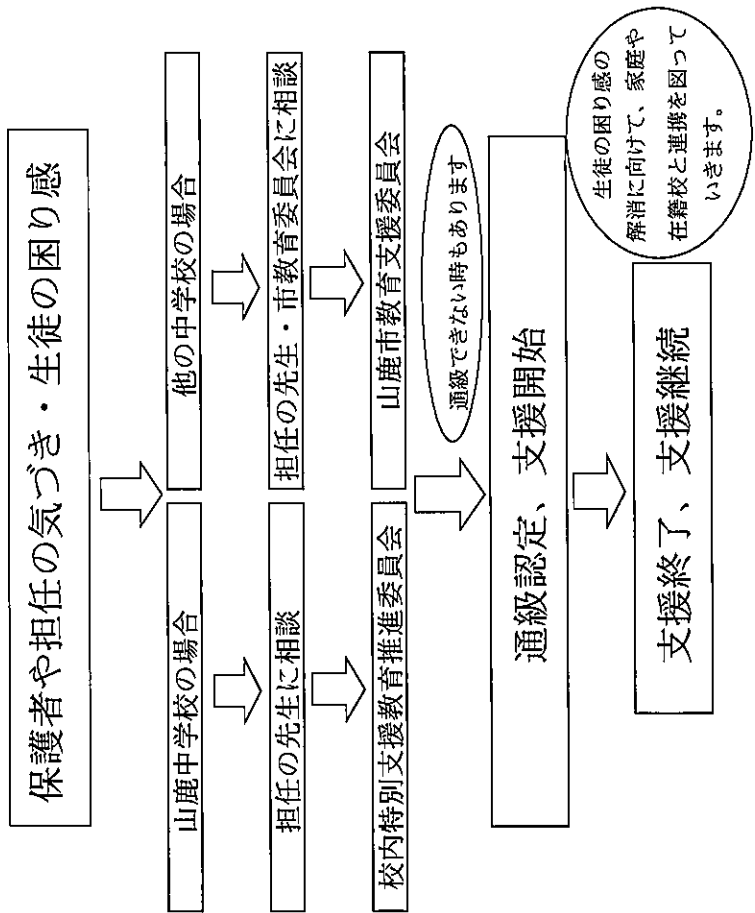 保護者や担任の気づき・生徒の困り感
山鹿中学校の場合
他の中学校の場合
担任の先生に相談
担任の先生・市教育委員会に相談
校内特別支援教育推進委員会
山鹿市教育支援委員会
通級できない時もあります
通級認定、支援開始
支援終了、支援継続
生徒の困り感の
解消に向けて、家庭や
在籍校と連携を図って
いきます。